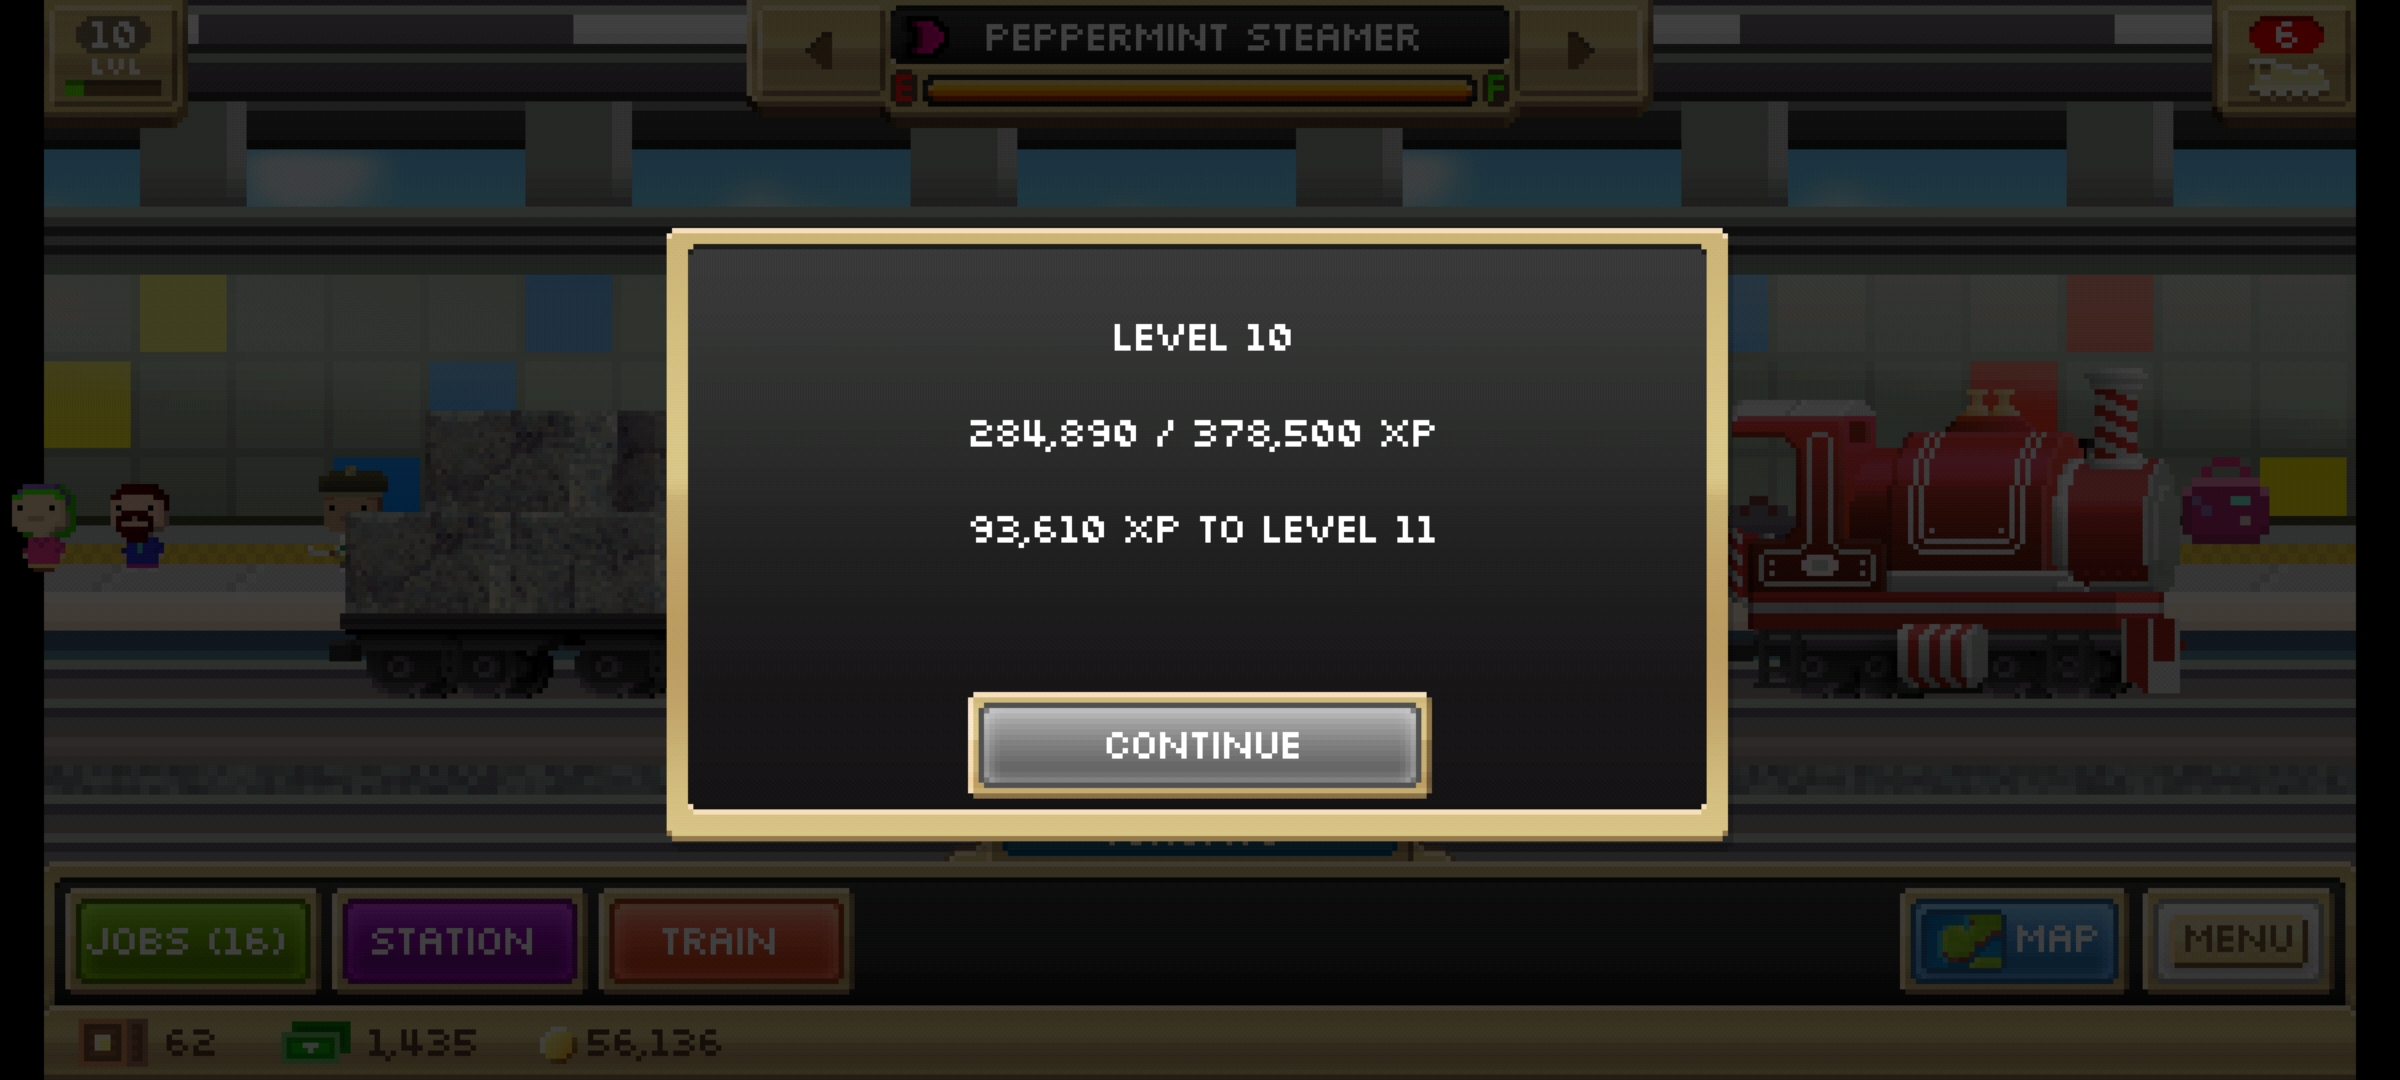 10
LVL
PEPPERMINT STEAMER
E
F
6
LEVEL 10
284,890 / 378,500 XP
93,610 XP TO LEVEL 11
CONTINUE
JOBS (16)
STATION
TRAIN
MAP
MENU
62
1,435
56,136